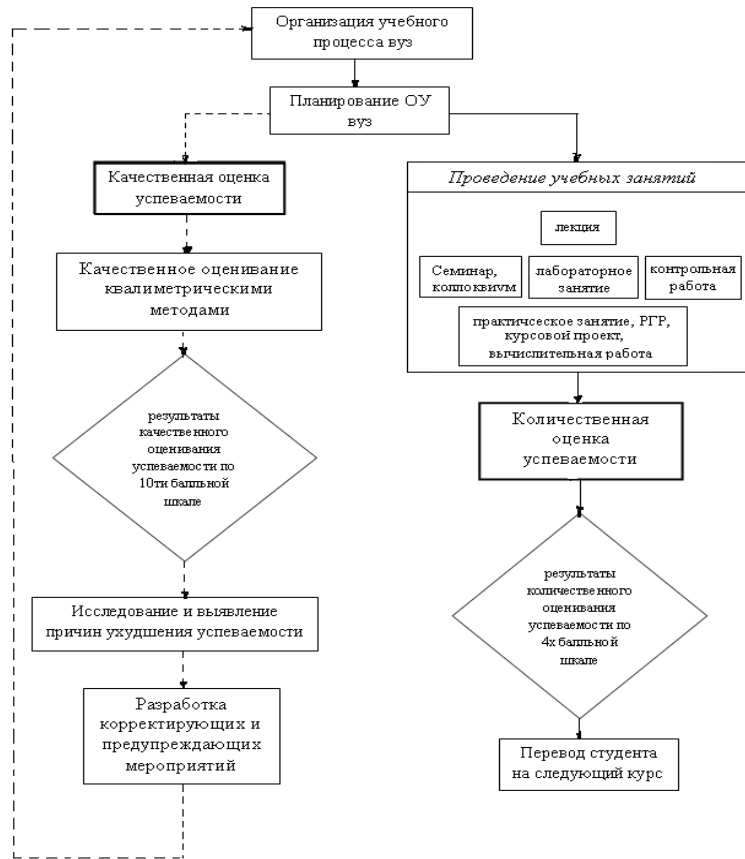 Организация учебного
процесса вуз
Планирование ОУ
вуз
Качественная оценка
успеваемости
Качественное оценивание
квалиметрическими
методами
результаты
качественного
оценивания
успеваемости по
10ти балльной
шкале
Исследование и выявление
причин ухудшения успеваемости
Разработка
корректирующих и
предупреждающих
мероприятий
Проведение учебных занятий
лекция
Семинар,
коллоквиум
лабораторное
занятие
контрольная
работа
практическое занятие, РГР,
курсовой проект,
вычислительная работа
Количественная
оценка
успеваемости
результаты
количественного
оценивания
успеваемости по
4х балльной
шкале
Перевод студента
на следующий курс